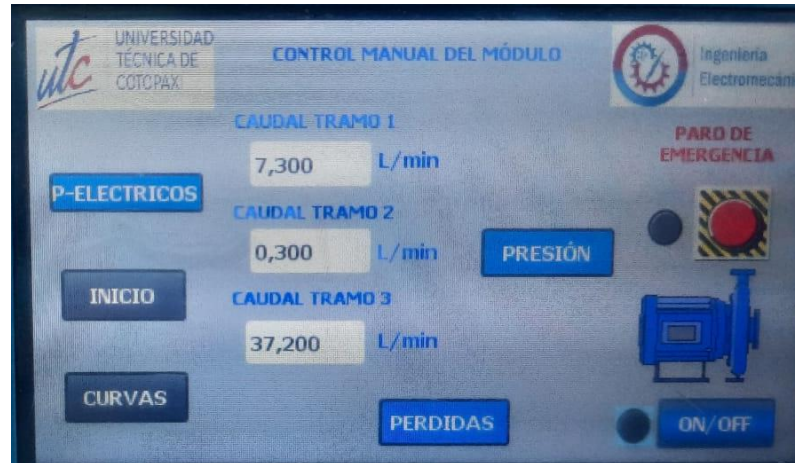 utc
UNIVERSIDAD
TÉCNICA DE
COTOPAXI
CONTROL MANUAL DEL MÓDULO
Ingeniería
Electromecáni
CAUDAL TRAMO 1
7,300 L/min
PARO DE
EMERGENCIA
P-ELECTRICOS
CAUDAL TRAMO 2
0,300 L/min
PRESIÓN
INICIO
CAUDAL TRAMO 3
37,200 L/min
CURVAS
PERDIDAS
ON/OFF